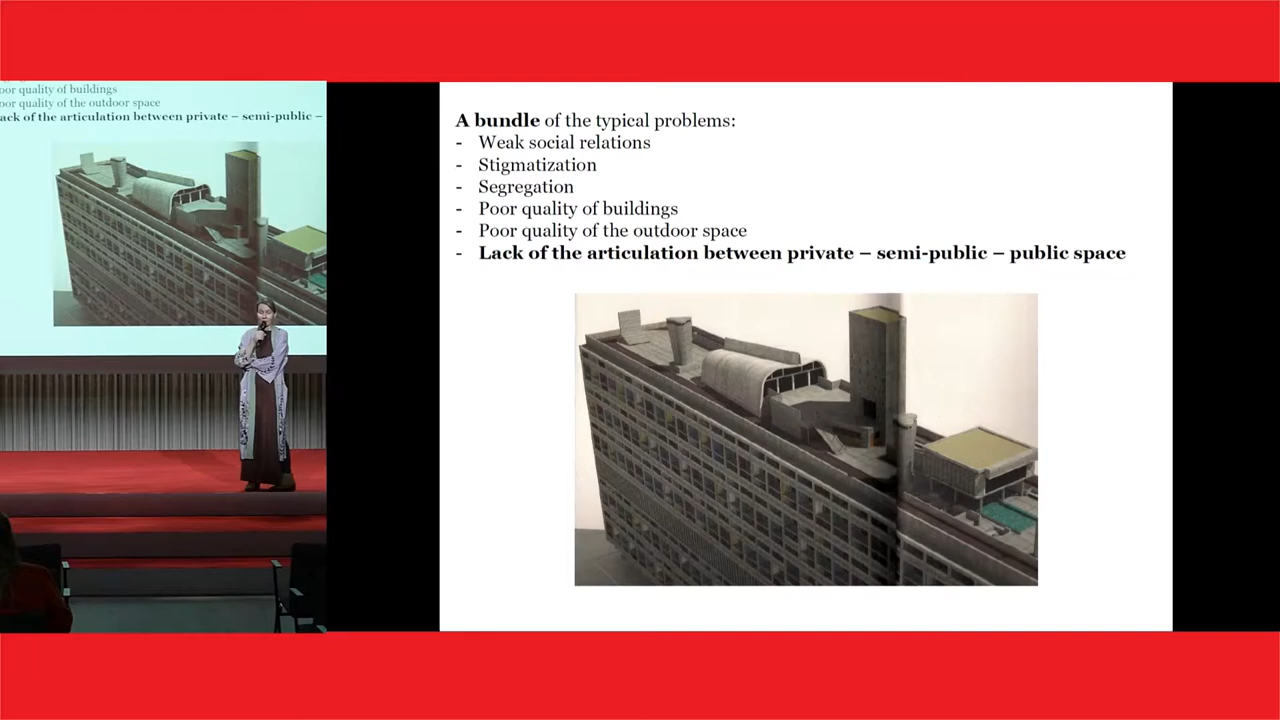 oor quality of buildings
oor quality of the outdoor space
ack of the articulation between private – semi-public –
A bundle of the typical problems:
- Weak social relations
- Stigmatization
- Segregation
- Poor quality of buildings
- Poor quality of the outdoor space
- Lack of the articulation between private – semi-public – public space